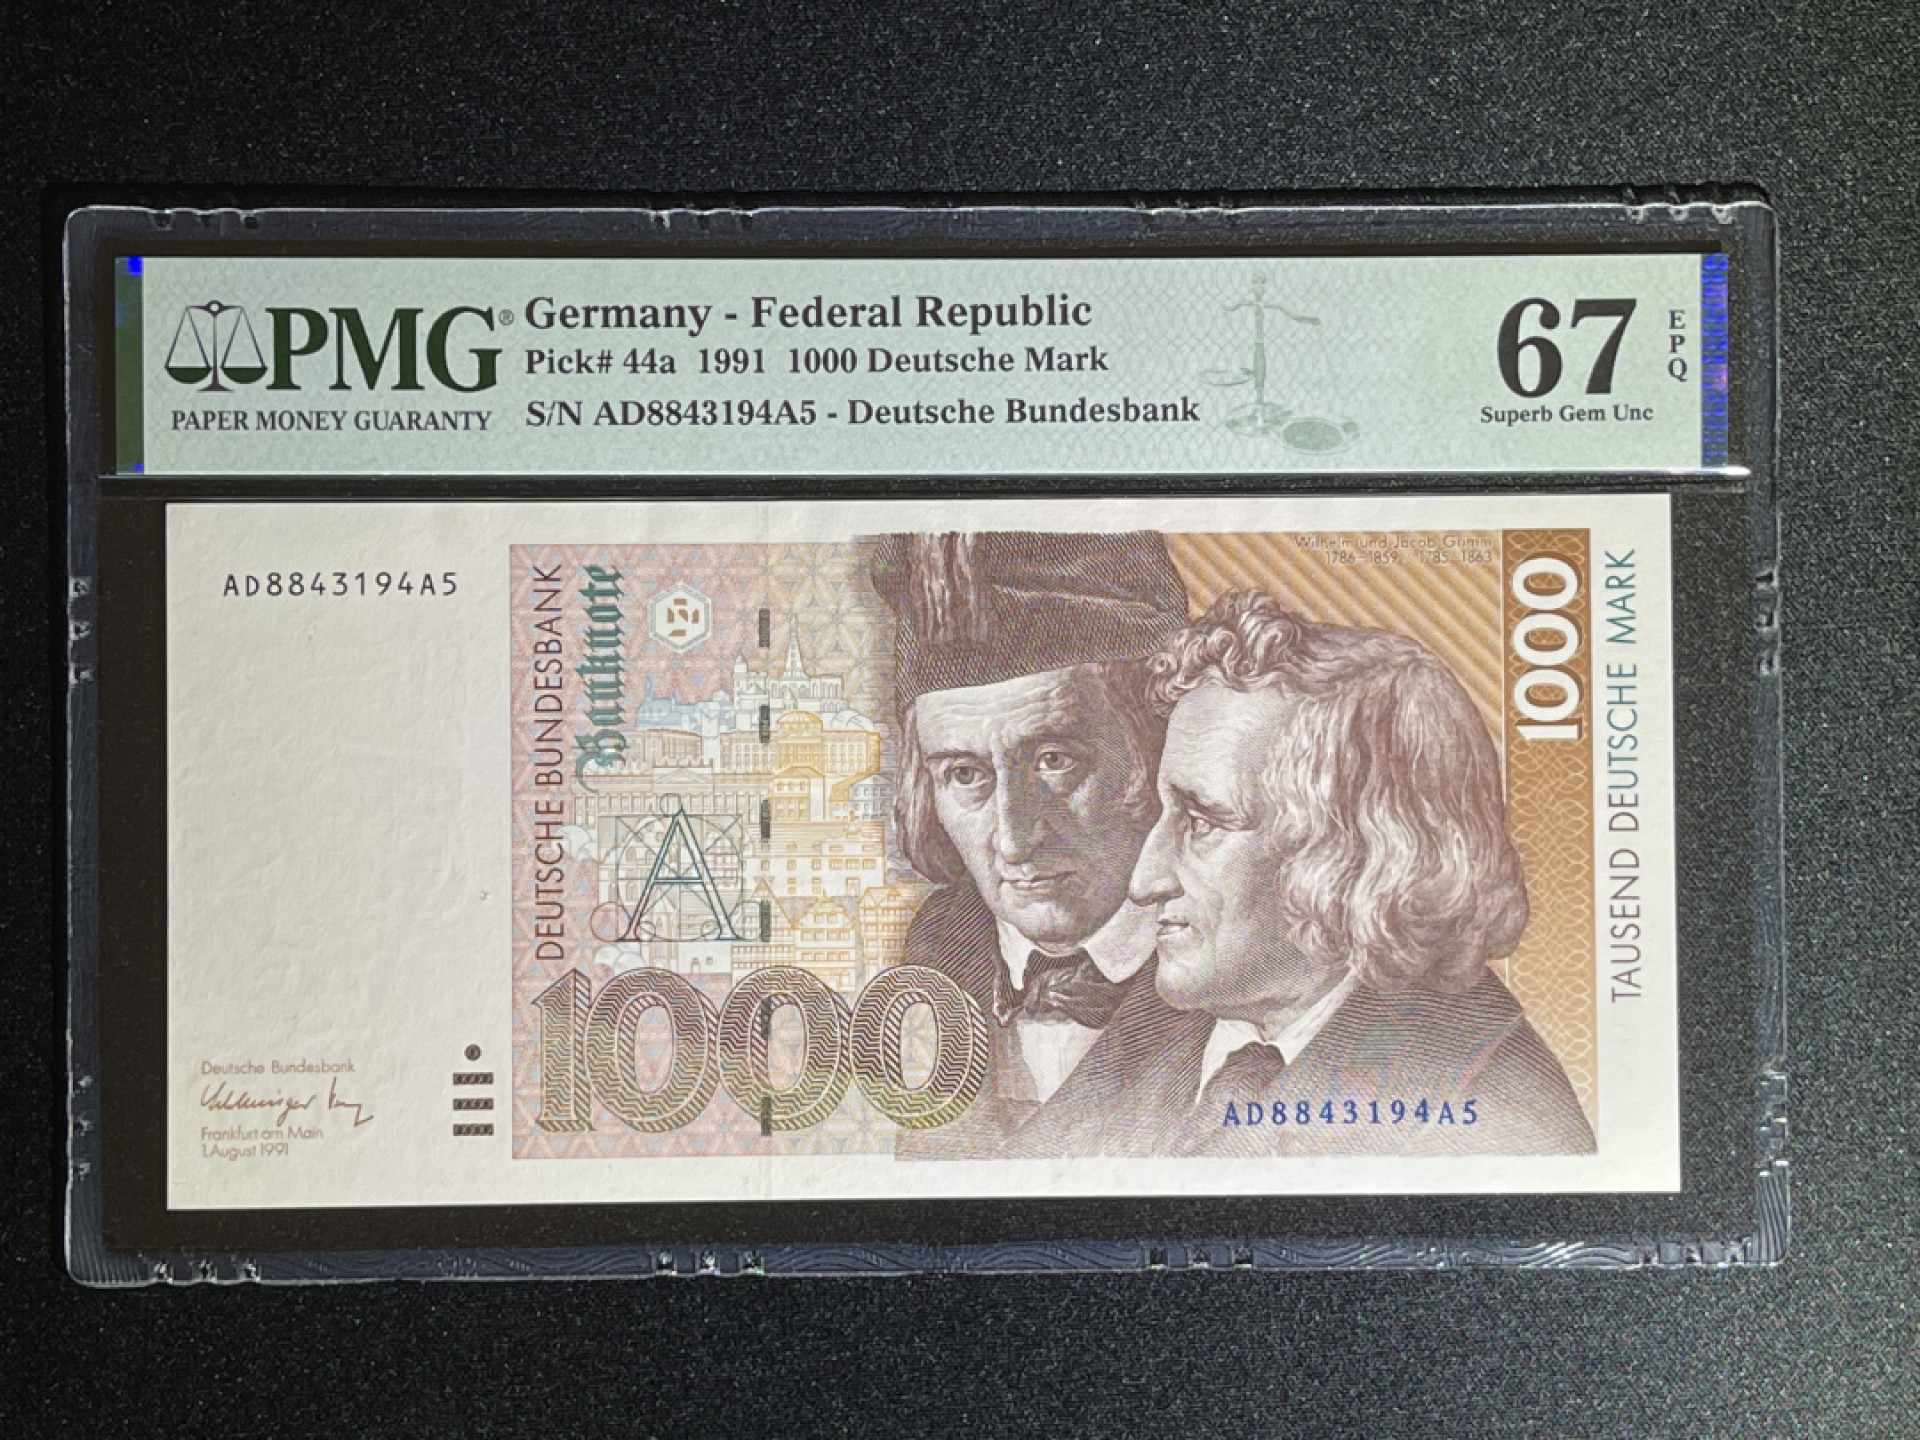 PMG®
PAPER MONEY GUARANTY
Germany - Federal Republic
Pick# 44a 1991 1000 Deutsche Mark
S/N AD8843194A5 - Deutsche Bundesbank
67
EPQ
Superb Gem Unc
AD8843194A5
DEUTSCHE BUNDESBANK
Banknote
Wilhelm und Jacob Grimm
1786–1859 1785–1863
1000
TAUSEND DEUTSCHE MARK
A
1000
Deutsche Bundesbank
Frankfurt am Main
1. August 1991
AD8843194A5